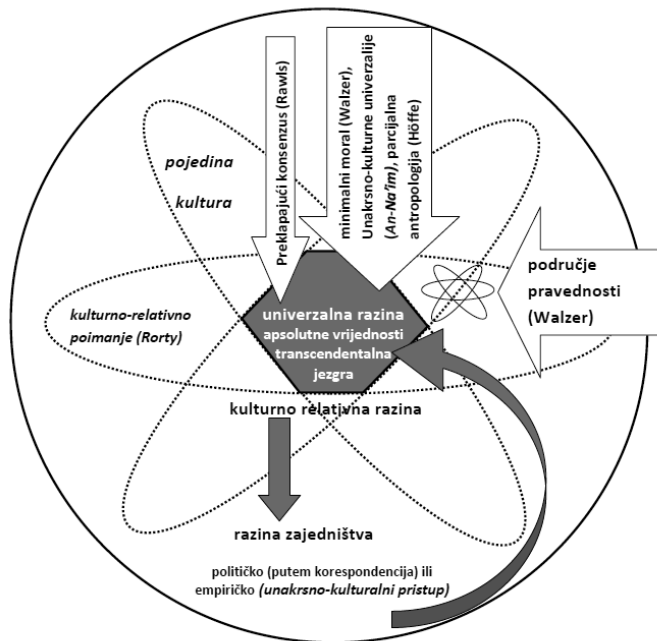 Preklapajući konsenzus (Rawls)
minimalni moral (Walzer),
Unakrsno-kulturne univerzalije
(An-Na'im), parcijalna
antropologija (Höffe)
pojedina
kultura
područje
pravednosti
(Walzer)
kulturno-relativno
poimanje (Rorty)
univerzalna razina
apsolutne vrijednosti
transcendentalna
jezgra
kulturno relativna razina
razina zajedništva
političko (putem korespondencija) ili
empiričko (unakrsno-kulturalni pristup)